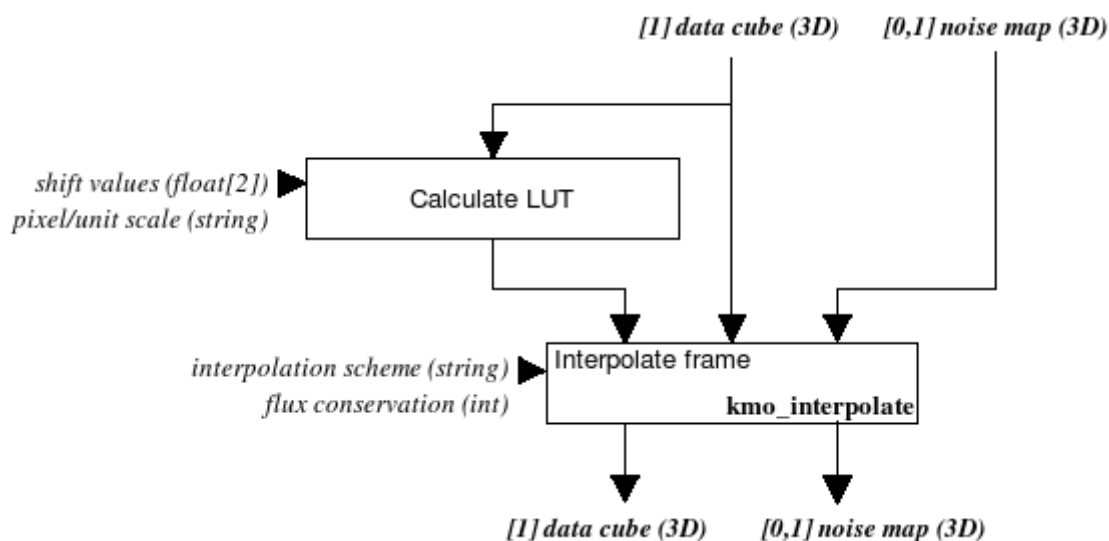 [1] data cube (3D)
[0,1] noise map (3D)
shift values (float[2])
pixel/unit scale (string)
Calculate LUT
interpolation scheme (string)
flux conservation (int)
Interpolate frame
kmo_interpolate
[1] data cube (3D)
[0,1] noise map (3D)